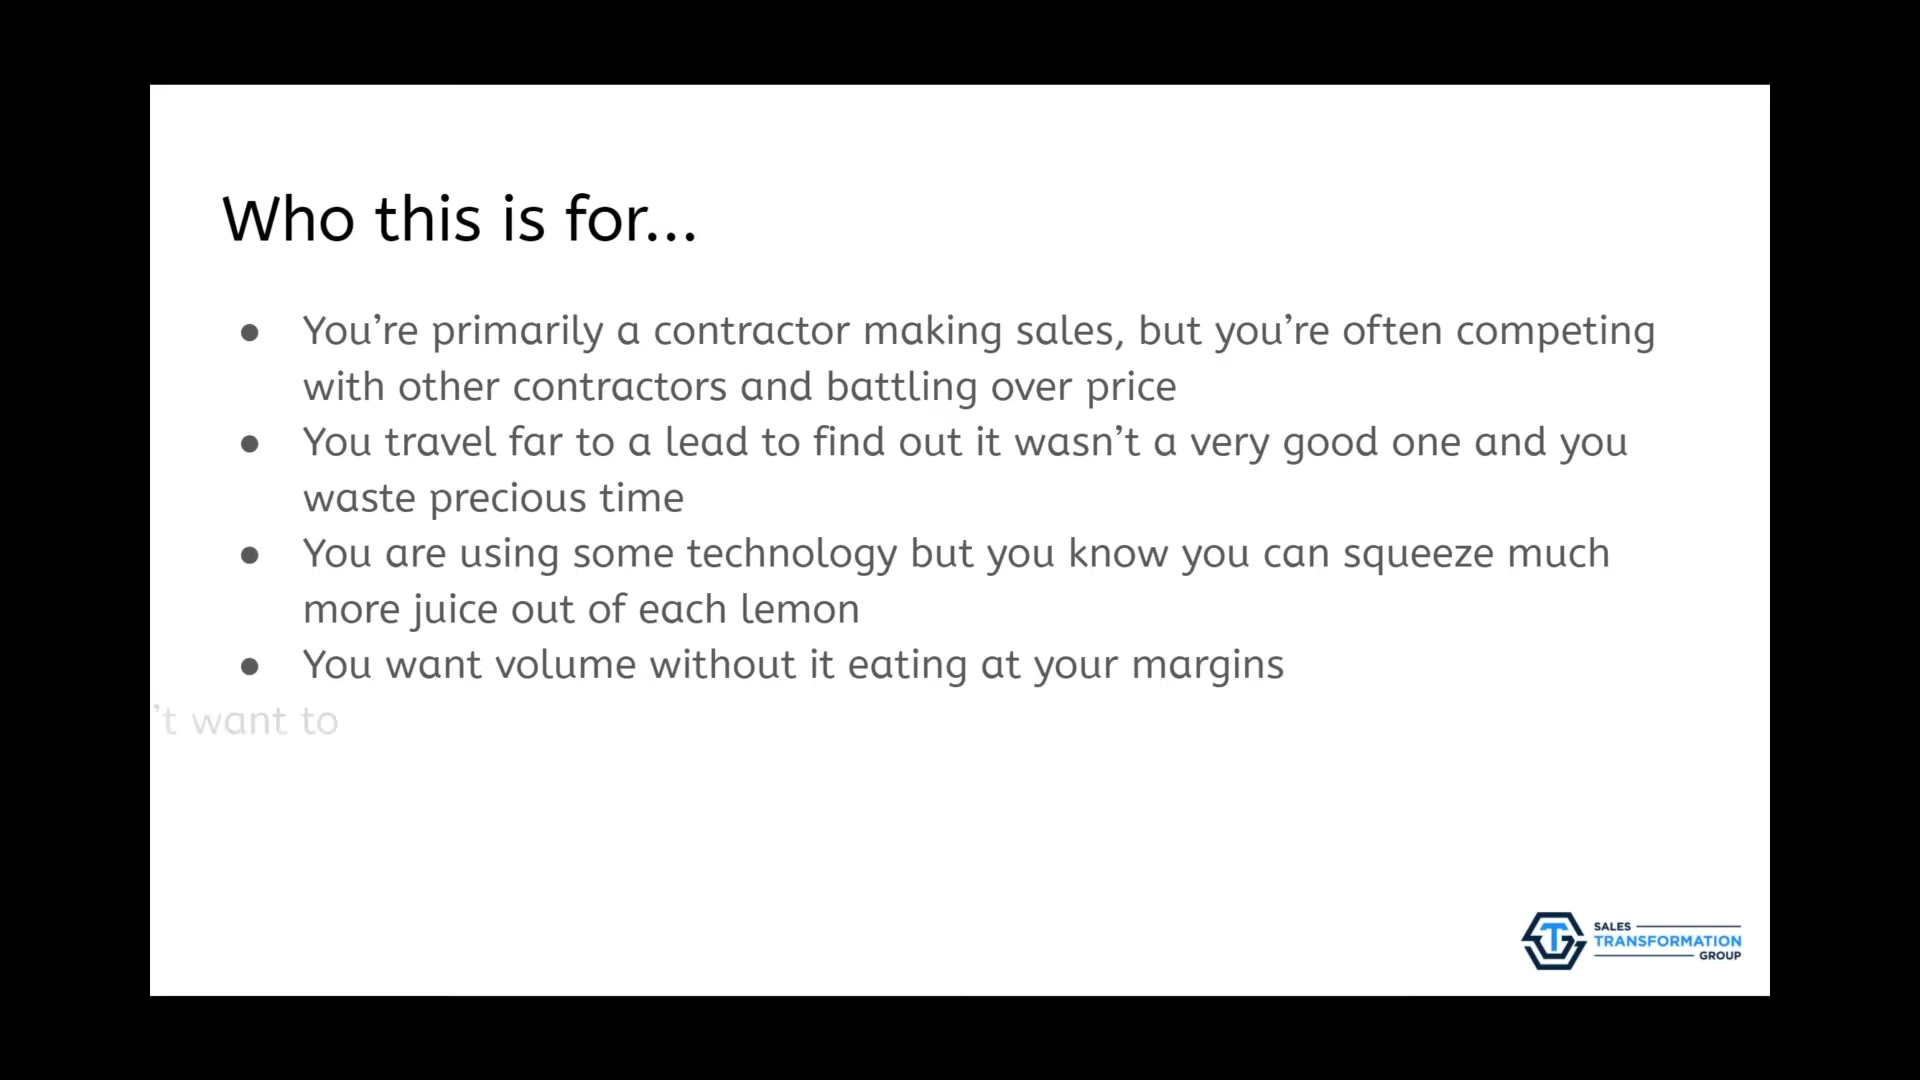 Who this is for...
● You’re primarily a contractor making sales, but you’re often competing
with other contractors and battling over price
● You travel far to a lead to find out it wasn’t a very good one and you
waste precious time
● You are using some technology but you know you can squeeze much
more juice out of each lemon
● You want volume without it eating at your margins
’t want to
SALES
TRANSFORMATION
GROUP